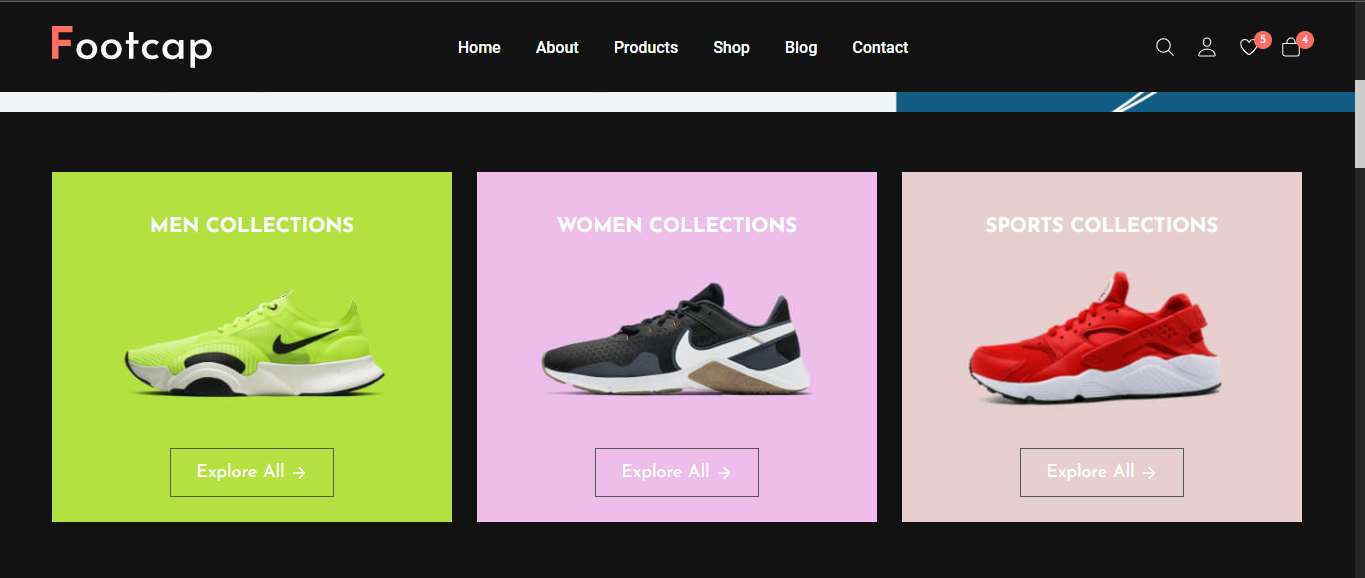 Footcap
Home About Products Shop Blog Contact
5 4
MEN COLLECTIONS
WOMEN COLLECTIONS
SPORTS COLLECTIONS
Explore All →
Explore All →
Explore All →